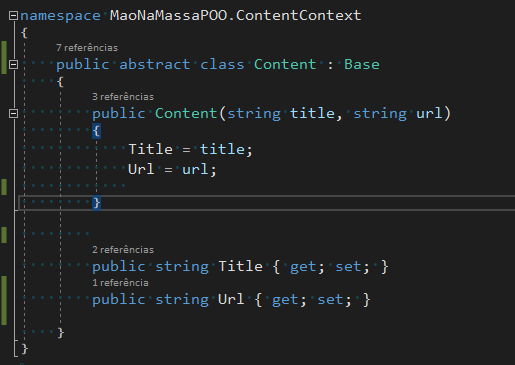 namespace MaoNaMassaPOO.ContentContext
{
7 referências
public abstract class Content : Base
{
3 referências
public Content(string title, string url)
{
Title = title;
Url = url;
}
2 referências
public string Title { get; set; }
1 referência
public string Url { get; set; }
}
}